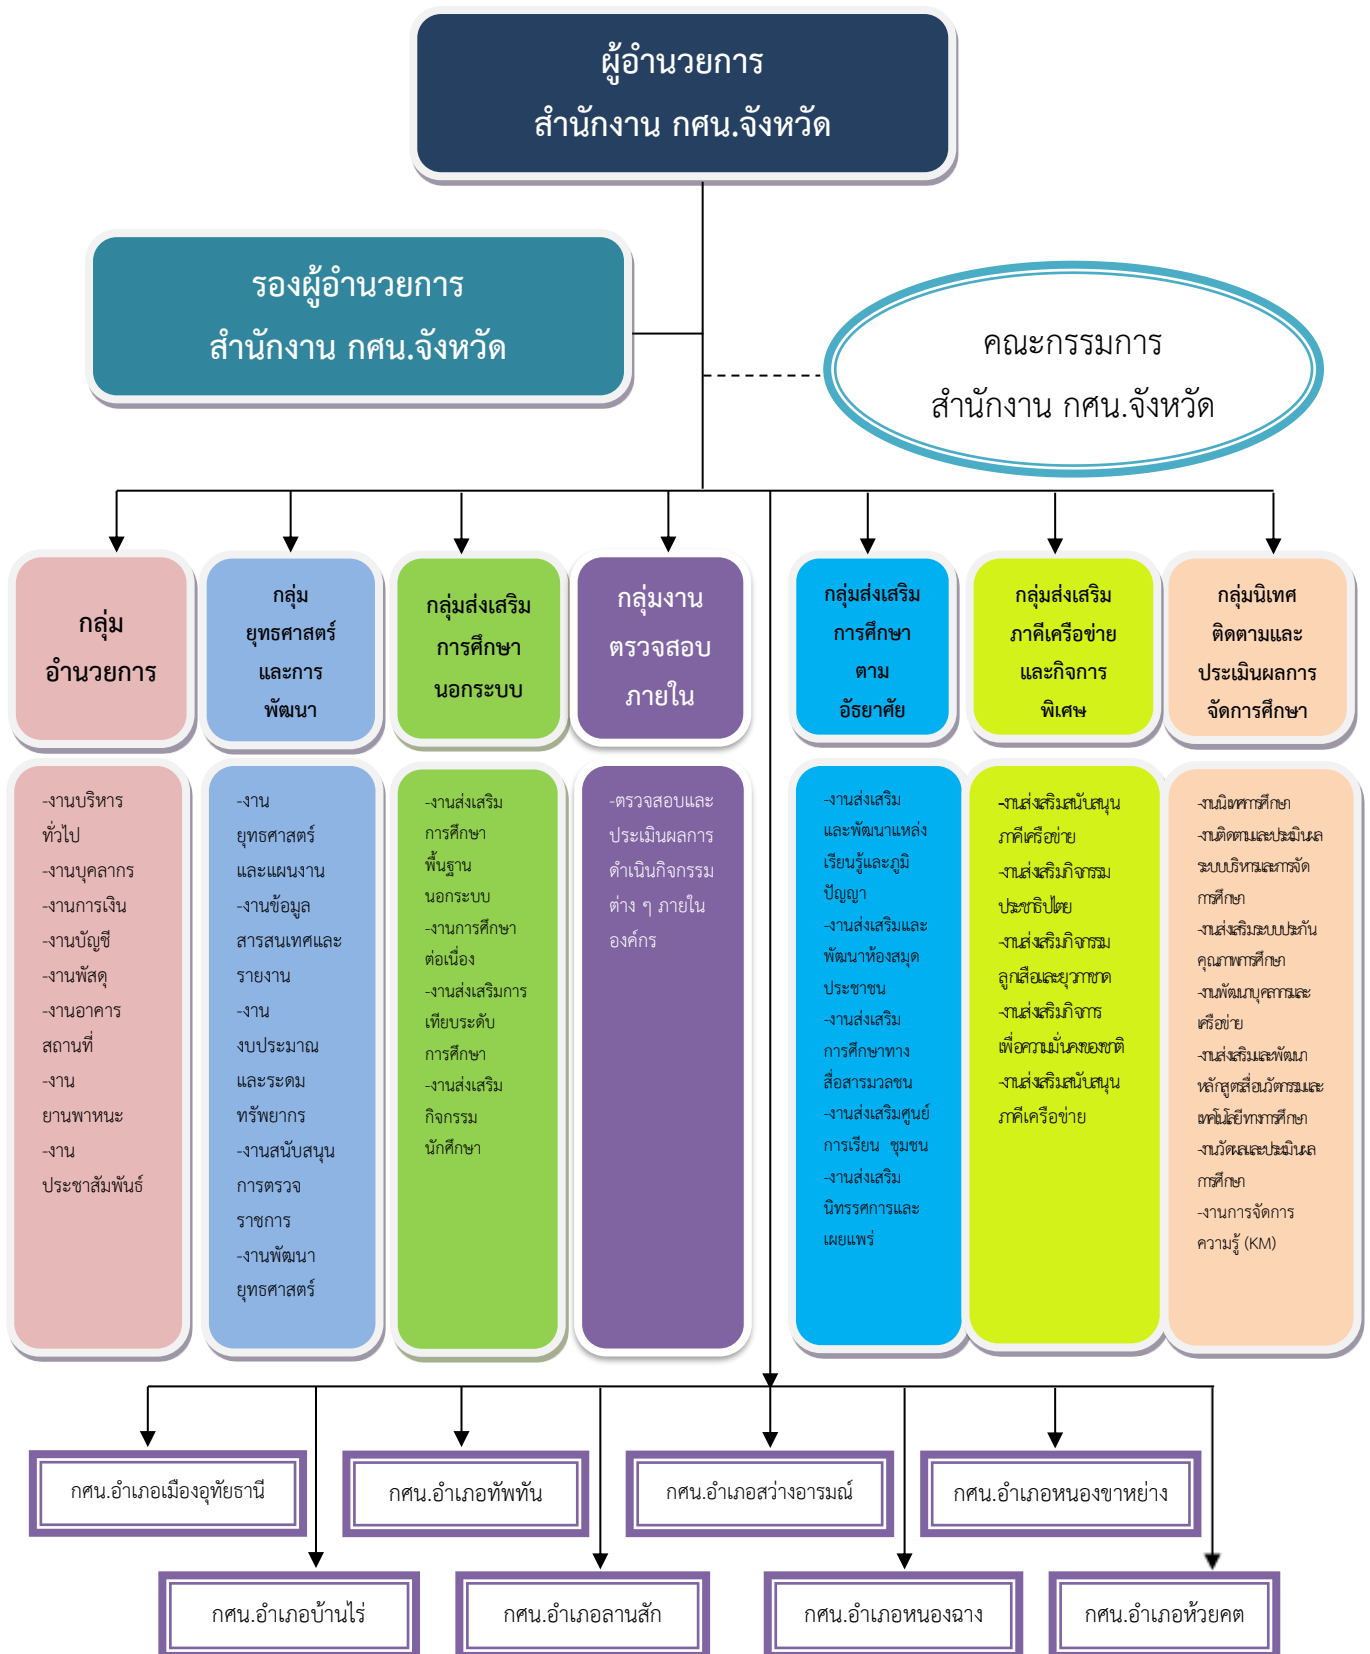 ผู้อำนวยการ
สำนักงาน กศน.จังหวัด
รองผู้อำนวยการ
สำนักงาน กศน.จังหวัด
คณะกรรมการ
สำนักงาน กศน.จังหวัด
กลุ่ม
อำนวยการ
กลุ่ม
ยุทธศาสตร์
และการ
พัฒนา
กลุ่มส่งเสริม
การศึกษา
นอกระบบ
กลุ่มงาน
ตรวจสอบ
ภายใน
กลุ่มส่งเสริม
การศึกษา
ตาม
อัธยาศัย
กลุ่มส่งเสริม
ภาคีเครือข่าย
และกิจการ
พิเศษ
กลุ่มนิเทศ
ติดตามและ
ประเมินผลการ
จัดการศึกษา
-งานบริหาร
ทั่วไป
-งานบุคลากร
-งานการเงิน
-งานบัญชี
-งานพัสดุ
-งานอาคาร
สถานที่
-งาน
ยานพาหนะ
-งาน
ประชาสัมพันธ์
-งาน
ยุทธศาสตร์
และแผนงาน
-งานข้อมูล
สารสนเทศและ
รายงาน
-งาน
งบประมาณ
และระดม
ทรัพยากร
-งานสนับสนุน
การตรวจ
ราชการ
-งานพัฒนา
ยุทธศาสตร์
-งานส่งเสริม
การศึกษา
พื้นฐาน
นอกระบบ
-งานการศึกษา
ต่อเนื่อง
-งานส่งเสริมการ
เทียบระดับ
การศึกษา
-งานส่งเสริม
กิจกรรม
นักศึกษา
-ตรวจสอบและ
ประเมินผลการ
ดำเนินกิจกรรม
ต่าง ๆ ภายใน
องค์กร
-งานส่งเสริม
และพัฒนาแหล่ง
เรียนรู้และภูมิ
ปัญญา
-งานส่งเสริมและ
พัฒนาห้องสมุด
ประชาชน
-งานส่งเสริม
การศึกษาทาง
สื่อสารมวลชน
-งานส่งเสริมศูนย์
การเรียน ชุมชน
-งานส่งเสริม
นิทรรศการและ
เผยแพร่
-งานส่งเสริมสนับสนุน
ภาคีเครือข่าย
-งานส่งเสริมกิจกรรม
ประชาธิปไตย
-งานส่งเสริมกิจกรรม
ลูกเสือและยุวกาชาด
-งานส่งเสริมกิจการ
เพื่อความมั่นคงของชาติ
-งานส่งเสริมสนับสนุน
ภาคีเครือข่าย
-งานนิเทศการศึกษา
-งานติดตามและประเมินผล
ระบบบริหารและการจัด
การศึกษา
-งานส่งเสริมระบบประกัน
คุณภาพการศึกษา
-งานพัฒนาบุคลากรและ
เครือข่าย
-งานส่งเสริมและพัฒนา
หลักสูตรสื่อนวัตกรรมและ
เทคโนโลยีทางการศึกษา
-งานวัดผลและประเมินผล
การศึกษา
-งานการจัดการ
ความรู้ (KM)
กศน.อำเภอเมืองอุทัยธานี
กศน.อำเภอทัพทัน
กศน.อำเภอสว่างอารมณ์
กศน.อำเภอหนองขาหย่าง
กศน.อำเภอบ้านไร่
กศน.อำเภอลานสัก
กศน.อำเภอหนองฉาง
กศน.อำเภอห้วยคต